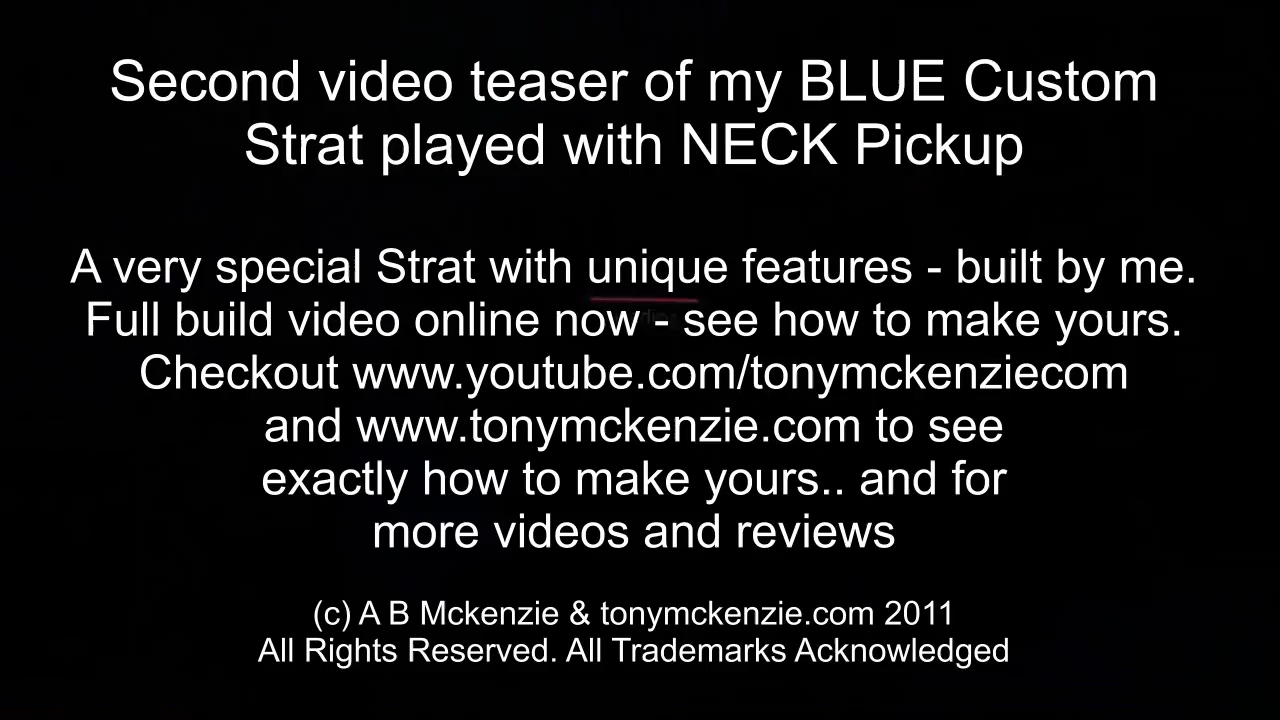 Second video teaser of my BLUE Custom
Strat played with NECK Pickup
A very special Strat with unique features - built by me.
Full build video online now - see how to make yours.
Checkout www.youtube.com/tonymckenziecom
and www.tonymckenzie.com to see
exactly how to make yours.. and for
more videos and reviews
(c) A B Mckenzie & tonymckenzie.com 2011
All Rights Reserved. All Trademarks Acknowledged